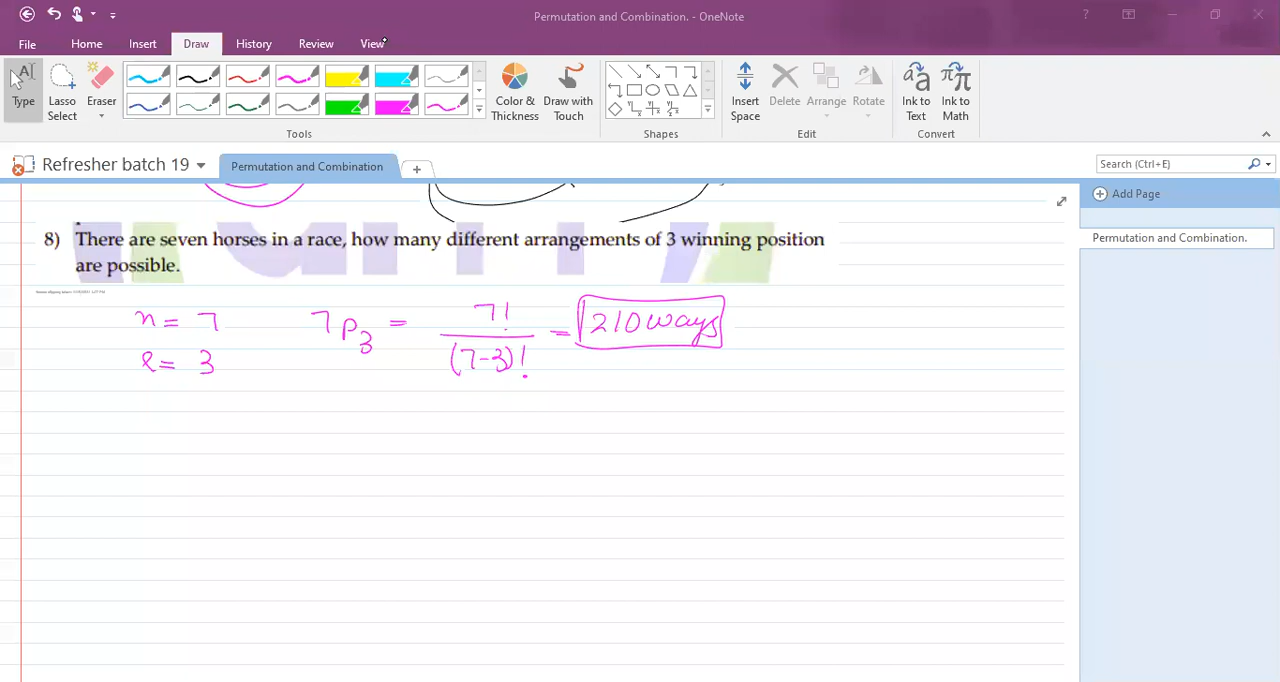 Permutation and Combination. - OneNote
?
File Home Insert Draw History Review View
Type
Lasso Select
Eraser
Color & Thickness
Draw with Touch
Insert Space
Delete
Arrange
Rotate
Ink to Text
Ink to Math
Tools
Shapes
Edit
Convert
Refresher batch 19
Permutation and Combination
Search (Ctrl+E)
Add Page
Permutation and Combination.
8) There are seven horses in a race, how many different arrangements of 3 winning position
are possible.
n = 7
7P3 = 7! / (7-3)! = 210 ways
r = 3